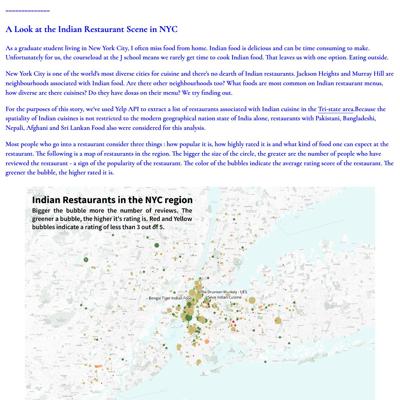 ==============
A Look at the Indian Restaurant Scene in NYC
As a graduate student living in New York City, I often miss food from home. Indian food is delicious and can be time consuming to make.
Unfortunately for us, the courseload at the J school means we rarely get time to cook Indian food. That leaves us with one option. Eating outside.
New York City is one of the world's most diverse cities for cuisine and there's no dearth of Indian restaurants. Jackson Heights and Murray Hill are
neighbourhoods associated with Indian food. Are there other neighbourhoods too? What foods are most common on Indian restaurant menus,
how diverse are there cuisines? Do they have dosas on their menu? We try finding out.
For the purposes of this story, we've used Yelp API to extract a list of restaurants associated with Indian cuisine in the Tri-state area.Because the
spatiality of Indian cuisines is not restricted to the modern geographical nation state of India alone, restaurants with Pakistani, Bangladeshi,
Nepali, Afghani and Sri Lankan Food also were considered for this analysis.
Most people who go into a restaurant consider three things : how popular it is, how highly rated it is and what kind of food one can expect at the
restaurant. The following is a map of restaurants in the region. The bigger the size of the circle, the greater are the number of people who have
reviewed the restaurant - a sign of the popularity of the restaurant. The color of the bubbles indicate the average rating score of the restaurant. The
greener the bubble, the higher rated it is.
Indian Restaurants in the NYC region
Bigger the bubble more the number of reviews. The
greener a bubble, the higher it's rating is. Red and Yellow
bubbles indicate a rating of less than 3 out of 5.
Bengal Tiger Indian Food
The Drunken Munkey - UES
Indian Cuisine